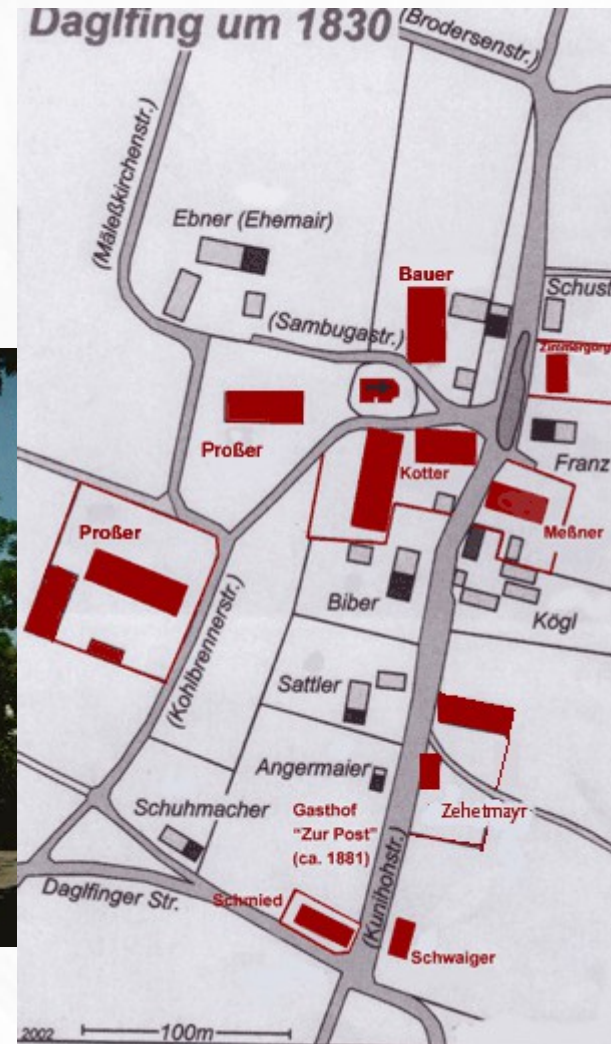 Daglfing um 1830
(Brodersenstr.)
(Mäleßkirchenstr.)
Ebner (Ehemair)
Bauer
Schust
(Sambugastr.)
Zimmergorgl
Proßer
Kotter
Franz
Meßner
Proßer
Biber
Kögl
(Kohlbrennerstr.)
Sattler
Angermaier
Zehetmayr
Schuhmacher
Gasthof
"Zur Post"
(ca. 1881)
(Kunihohstr.)
Daglfinger Str.
Schmied
Schwaiger
2002
100m